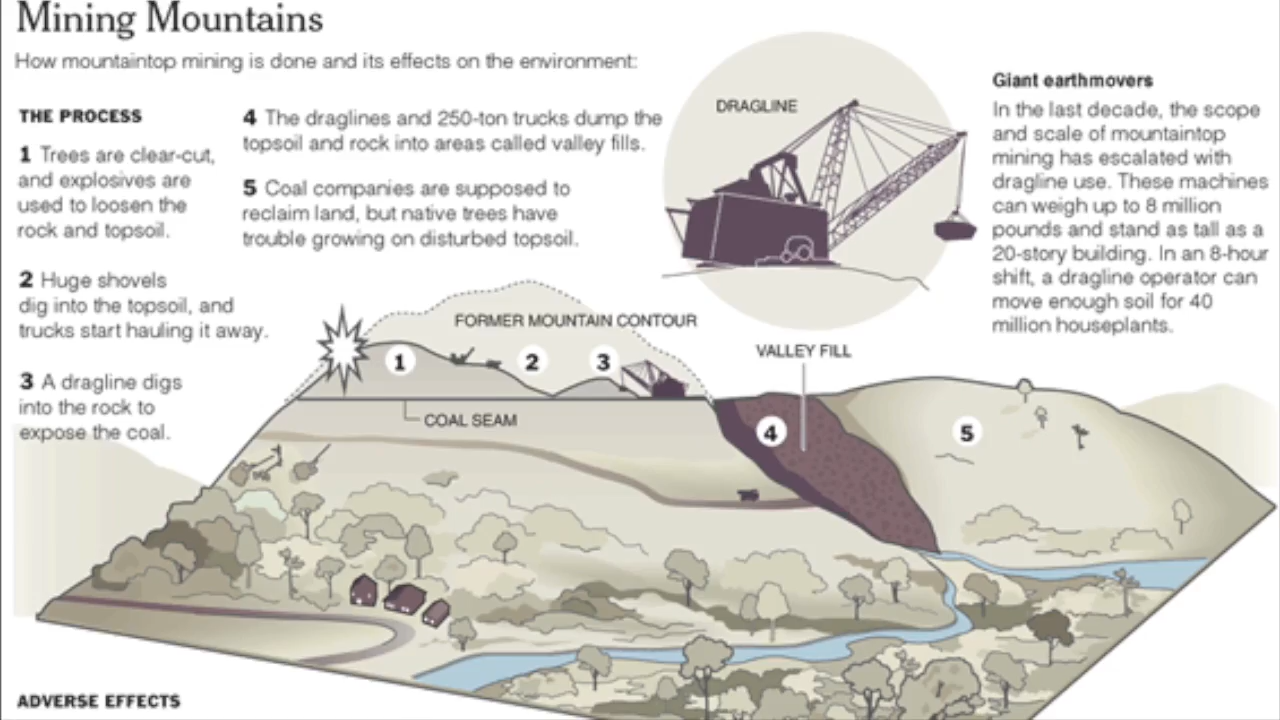 Mining Mountains
How mountaintop mining is done and its effects on the environment:
THE PROCESS
1 Trees are clear-cut,
and explosives are
used to loosen the
rock and topsoil.
2 Huge shovels
dig into the topsoil, and
trucks start hauling it away.
3 A dragline digs
into the rock to
expose the coal.
4 The draglines and 250-ton trucks dump the
topsoil and rock into areas called valley fills.
5 Coal companies are supposed to
reclaim land, but native trees have
trouble growing on disturbed topsoil.
DRAGLINE
Giant earthmovers
In the last decade, the scope
and scale of mountaintop
mining has escalated with
dragline use. These machines
can weigh up to 8 million
pounds and stand as tall as a
20-story building. In an 8-hour
shift, a dragline operator can
move enough soil for 40
million houseplants.
FORMER MOUNTAIN CONTOUR
VALLEY FILL
1
2
3
COAL SEAM
4
5
ADVERSE EFFECTS